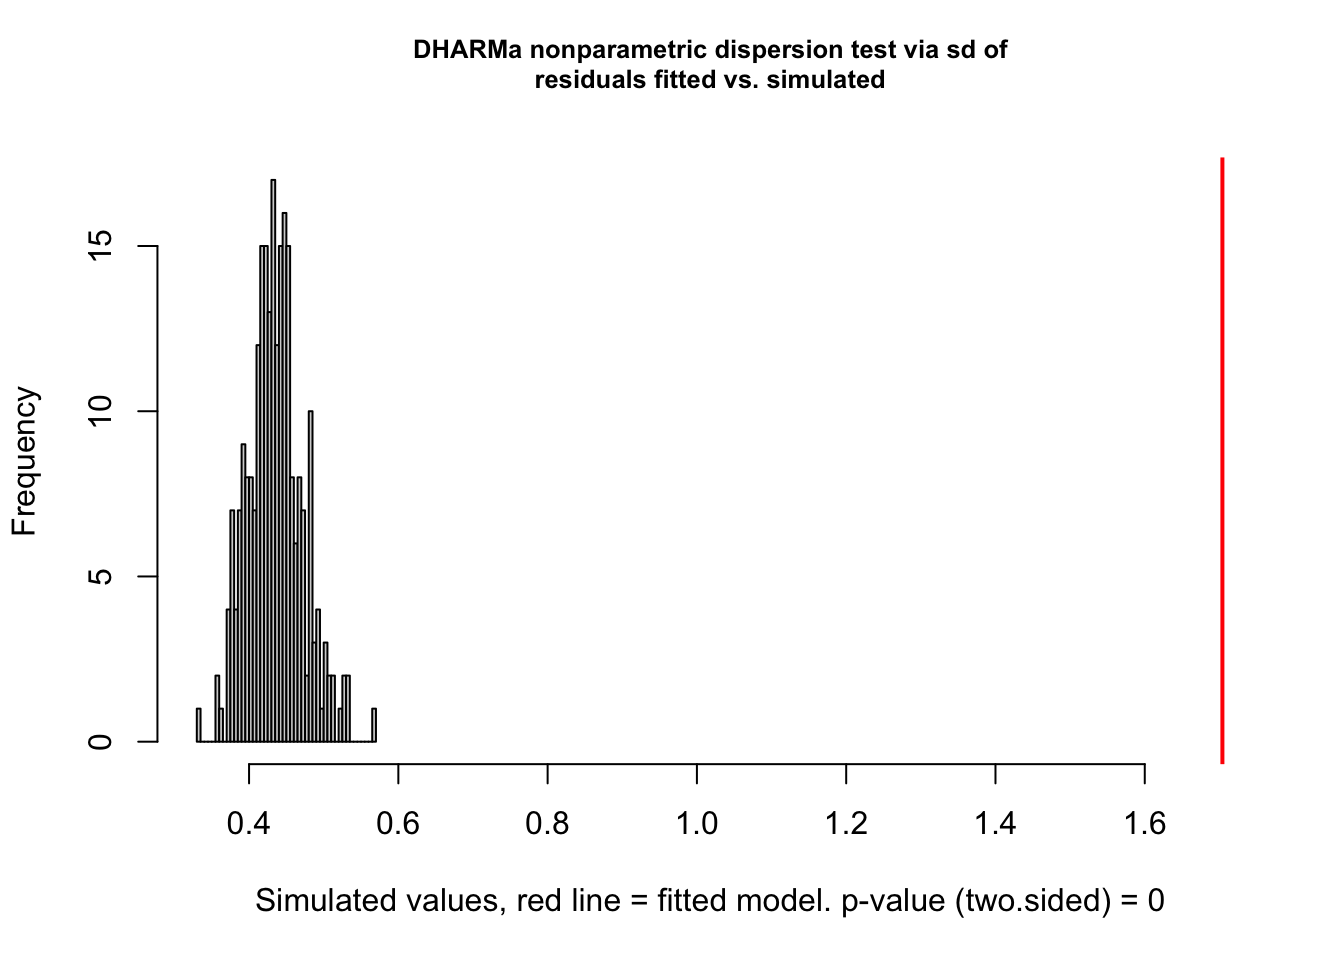 DHARMa nonparametric dispersion test via sd of
residuals fitted vs. simulated
Frequency
15
10
5
0
0.4 0.6 0.8 1.0 1.2 1.4 1.6
Simulated values, red line = fitted model. p-value (two.sided) = 0